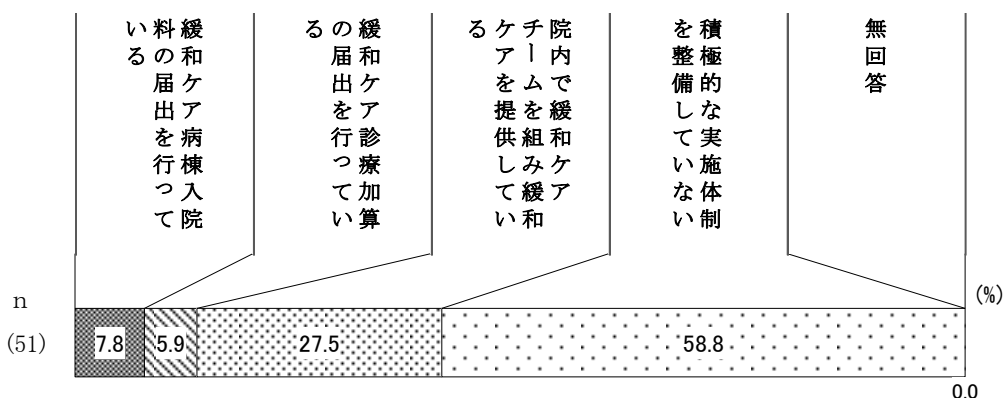 緩和ケア病棟入院
料の届出を行って
いる
緩和ケア診療加算
の届出を行ってい
る
院内で緩和ケア
チームを組み緩和
ケアを提供してい
る
積極的な実施体制
を整備していない
無回答
n
(%)
(51)
7.8
5.9
27.5
58.8
0.0